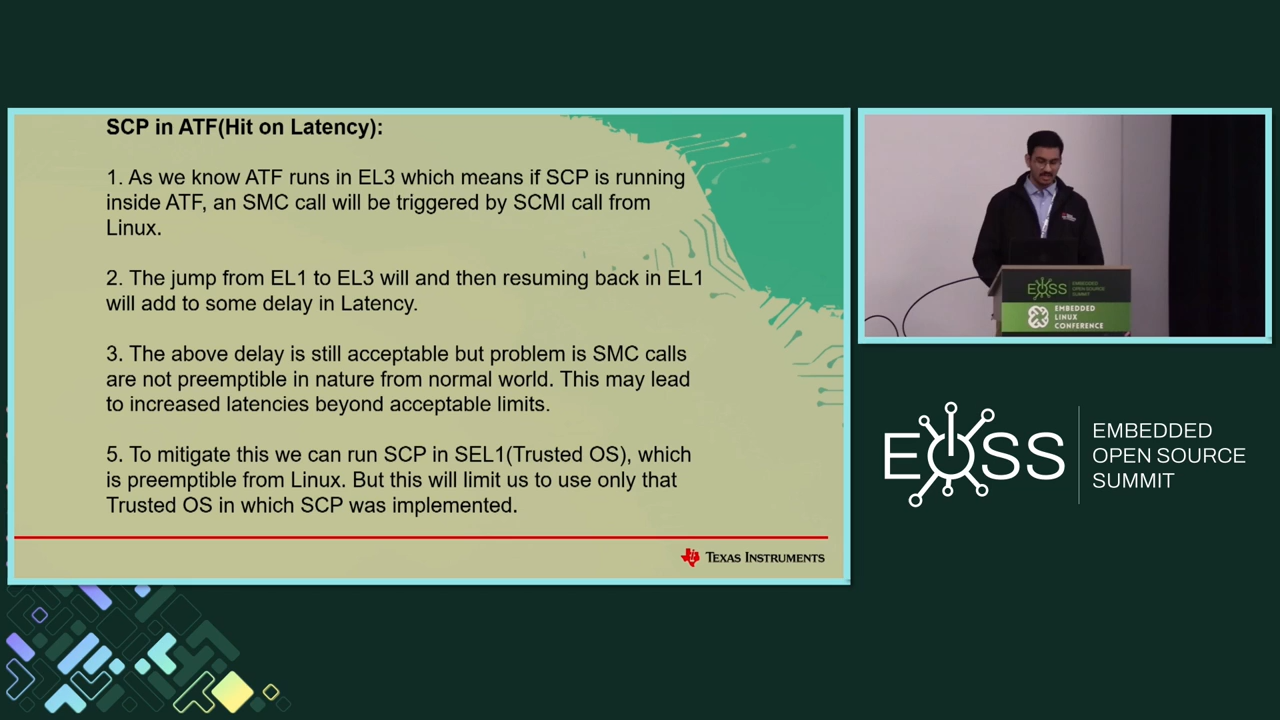 SCP in ATF(Hit on Latency):
1. As we know ATF runs in EL3 which means if SCP is running
inside ATF, an SMC call will be triggered by SCMI call from
Linux.
2. The jump from EL1 to EL3 will and then resuming back in EL1
will add to some delay in Latency.
3. The above delay is still acceptable but problem is SMC calls
are not preemptible in nature from normal world. This may lead
to increased latencies beyond acceptable limits.
5. To mitigate this we can run SCP in SEL1(Trusted OS), which
is preemptible from Linux. But this will limit us to use only that
Trusted OS in which SCP was implemented.
TEXAS INSTRUMENTS
EOSS
EMBEDDED
OPEN SOURCE
SUMMIT
EMBEDDED
LINUX
CONFERENCE
EOSS
EMBEDDED
OPEN SOURCE
SUMMIT